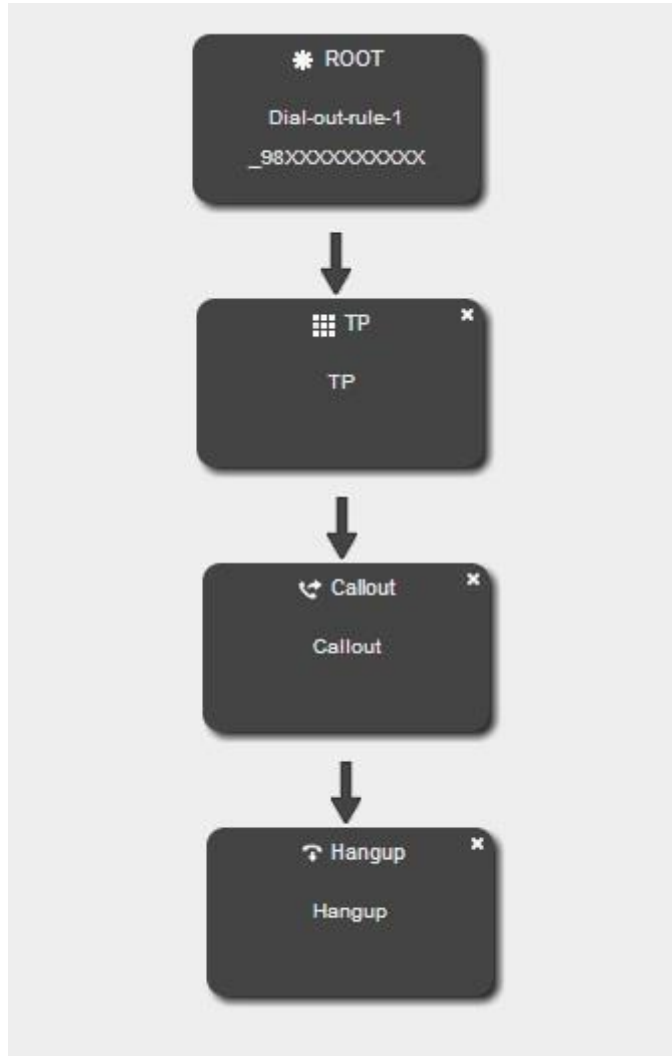 ROOT
Dial-out-rule-1
_98XXXXXXXXXX
TP
TP
Callout
Callout
Hangup
Hangup